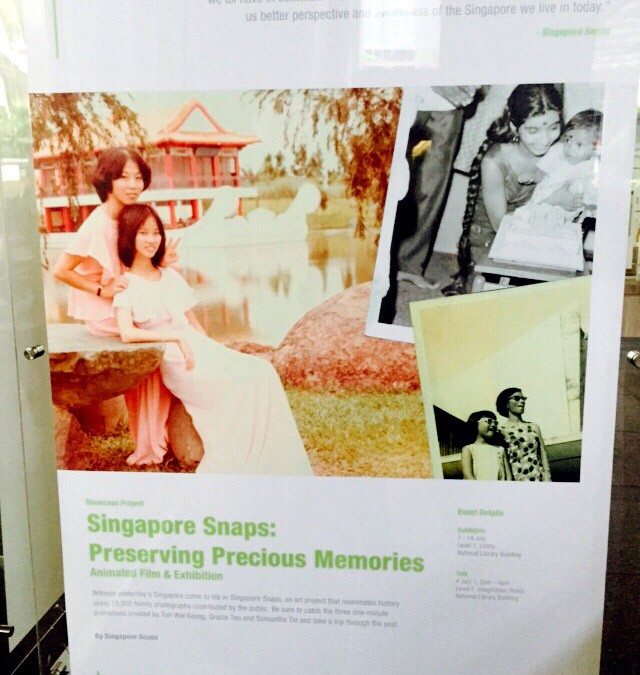 us better perspective and awareness of the Singapore we live in today."
- Singapore Snaps
Showcase Project
Singapore Snaps:
Preserving Precious Memories
Animated Film & Exhibition
Witness yesterday's Singapore come to life in Singapore Snaps, an art project that reanimates history
using 10,000 family photographs contributed by the public. Be sure to catch the three one-minute
animations created by Tan Wei Keong, Gracie Teo and Samantha Tio and take a trip through the past.
By Singapore Snaps
Event Details
Exhibition
Level 1, Lobby
National Library Building
Talk
National Library Building